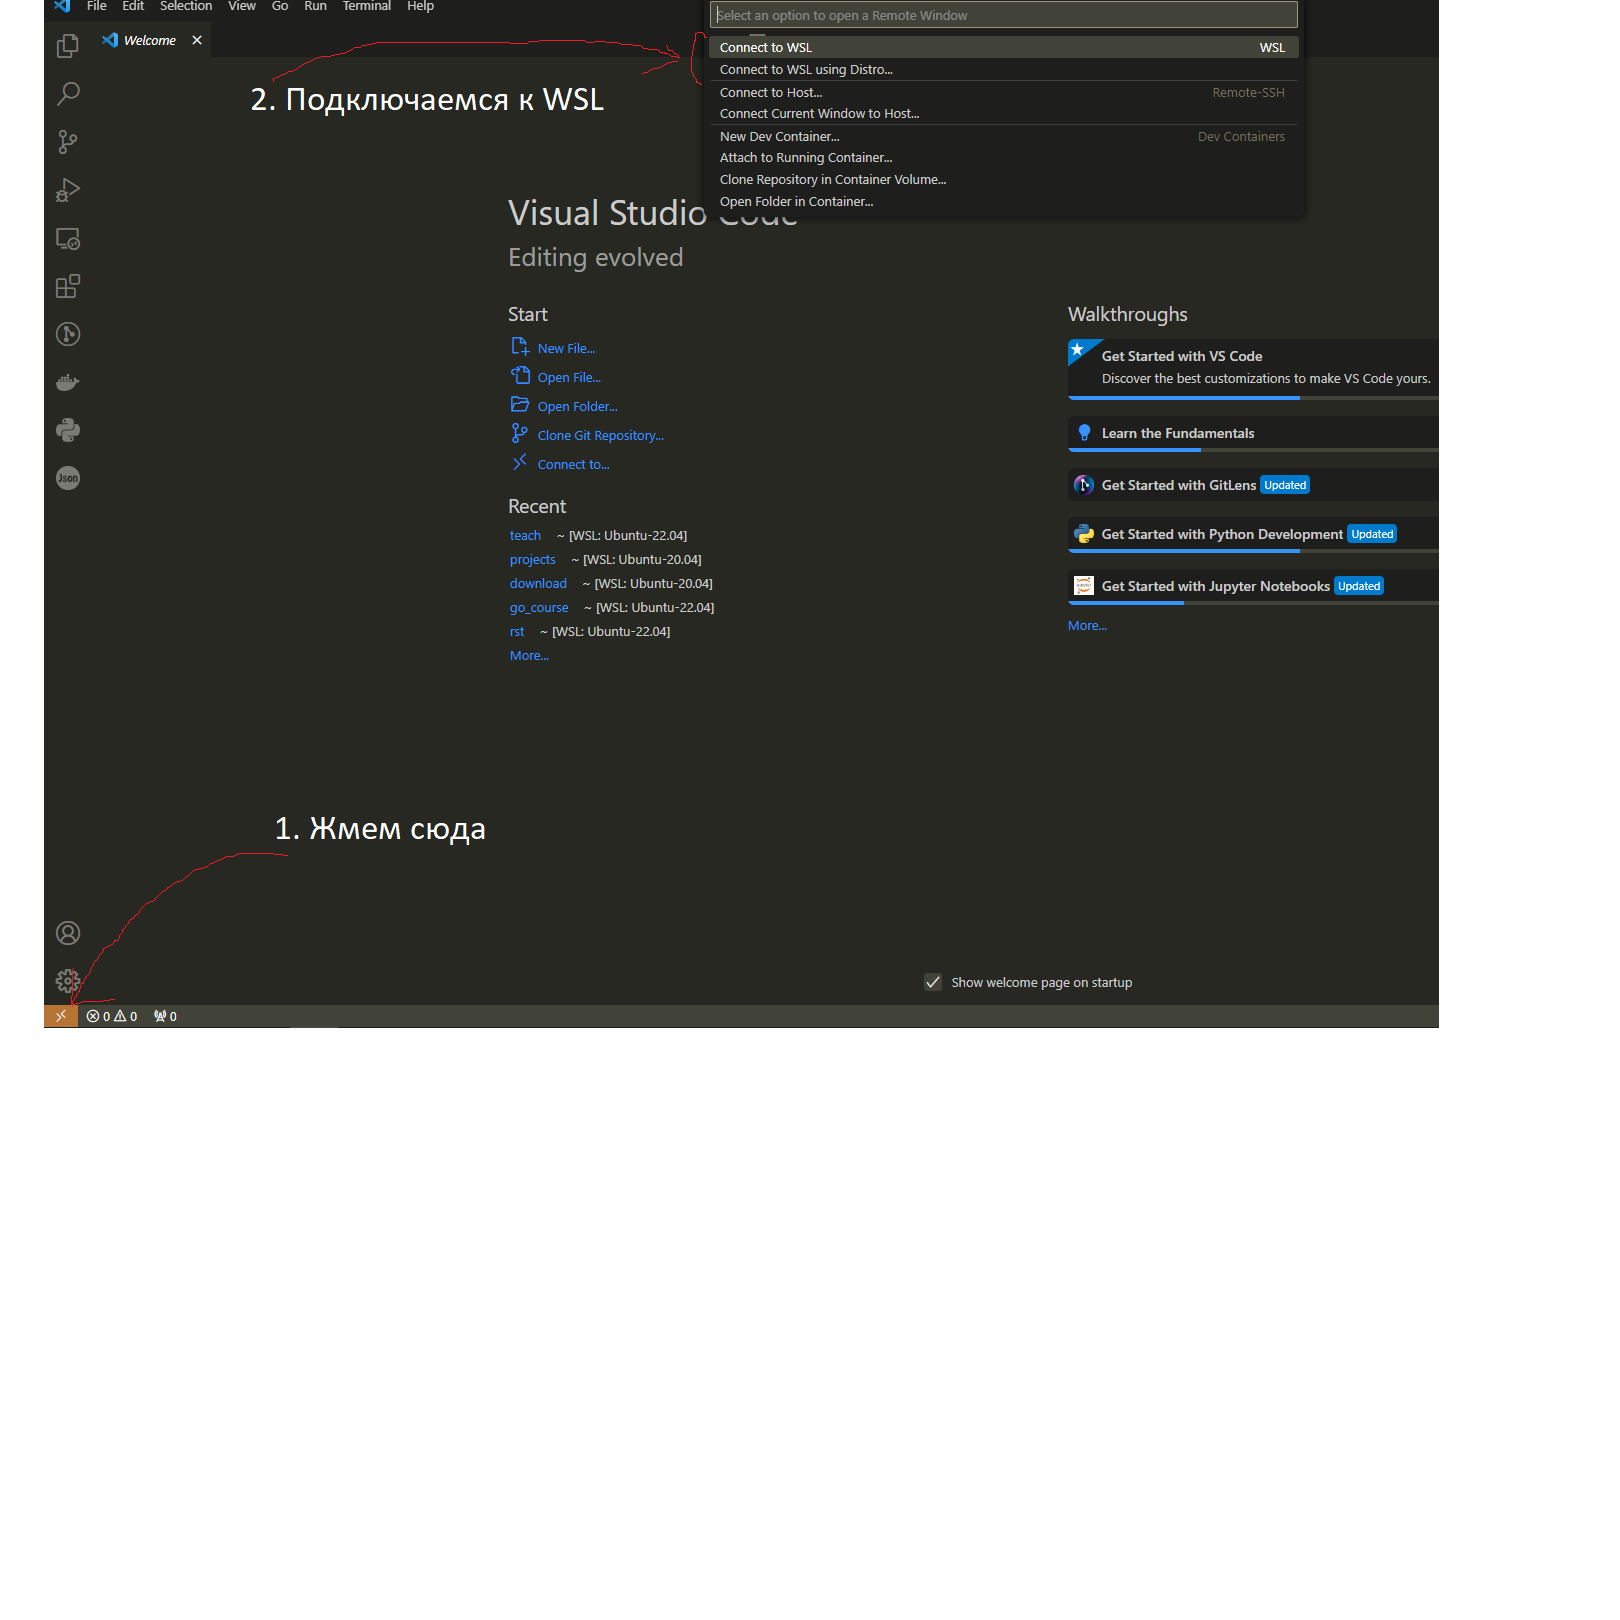 File Edit Selection View Go Run Terminal Help
Select an option to open a Remote Window
Welcome
Connect to WSL WSL
Connect to WSL using Distro...
Connect to Host... Remote-SSH
Connect Current Window to Host...
New Dev Container... Dev Containers
Attach to Running Container...
Clone Repository in Container Volume...
Open Folder in Container...
2. Подключаемся к WSL
Visual Studio Code
Editing evolved
Start
New File...
Open File...
Open Folder...
Clone Git Repository...
Connect to...
Recent
teach ~ [WSL: Ubuntu-22.04]
projects ~ [WSL: Ubuntu-20.04]
download ~ [WSL: Ubuntu-20.04]
go_course ~ [WSL: Ubuntu-22.04]
rst ~ [WSL: Ubuntu-22.04]
More...
Walkthroughs
Get Started with VS Code
Discover the best customizations to make VS Code yours.
Learn the Fundamentals
Get Started with GitLens Updated
Get Started with Python Development Updated
Get Started with Jupyter Notebooks Updated
More...
Json
1. Жмем сюда
Show welcome page on startup
0 0 0